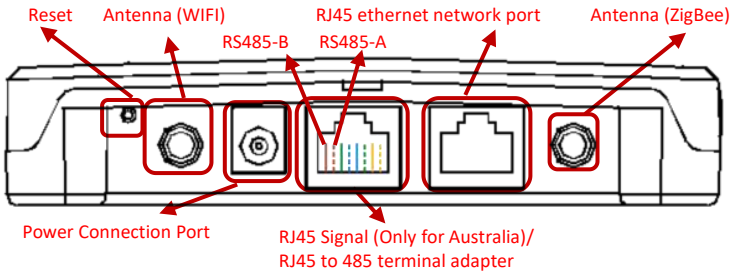 Reset
Antenna (WIFI)
RJ45 ethernet network port
Antenna (ZigBee)
RS485-B
RS485-A
Power Connection Port
RJ45 Signal (Only for Australia)/
RJ45 to 485 terminal adapter